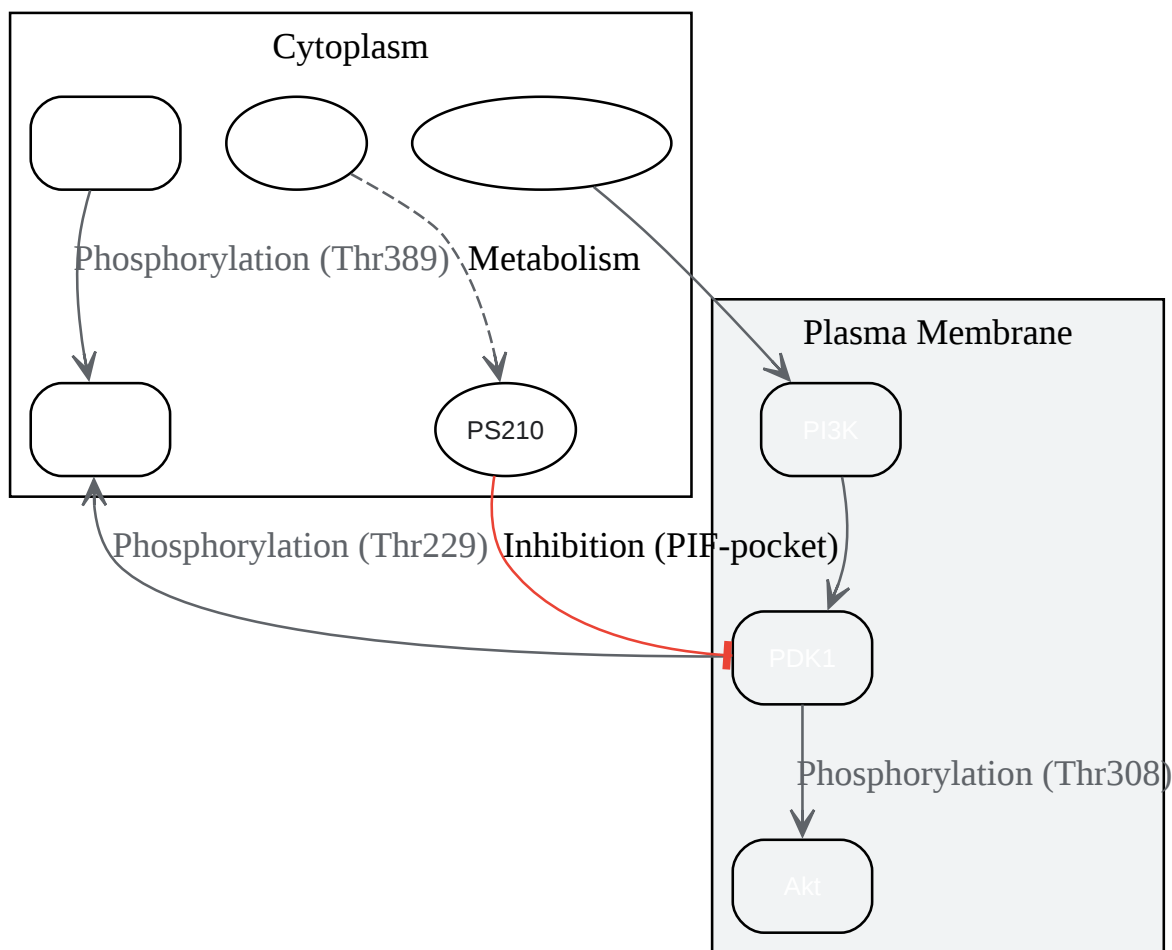 Cytoplasm
Phosphorylation (Thr389)
Metabolism
Plasma Membrane
PS210
PI3K
Phosphorylation (Thr229)
Inhibition (PIF-pocket)
PDK1
Phosphorylation (Thr308)
Akt